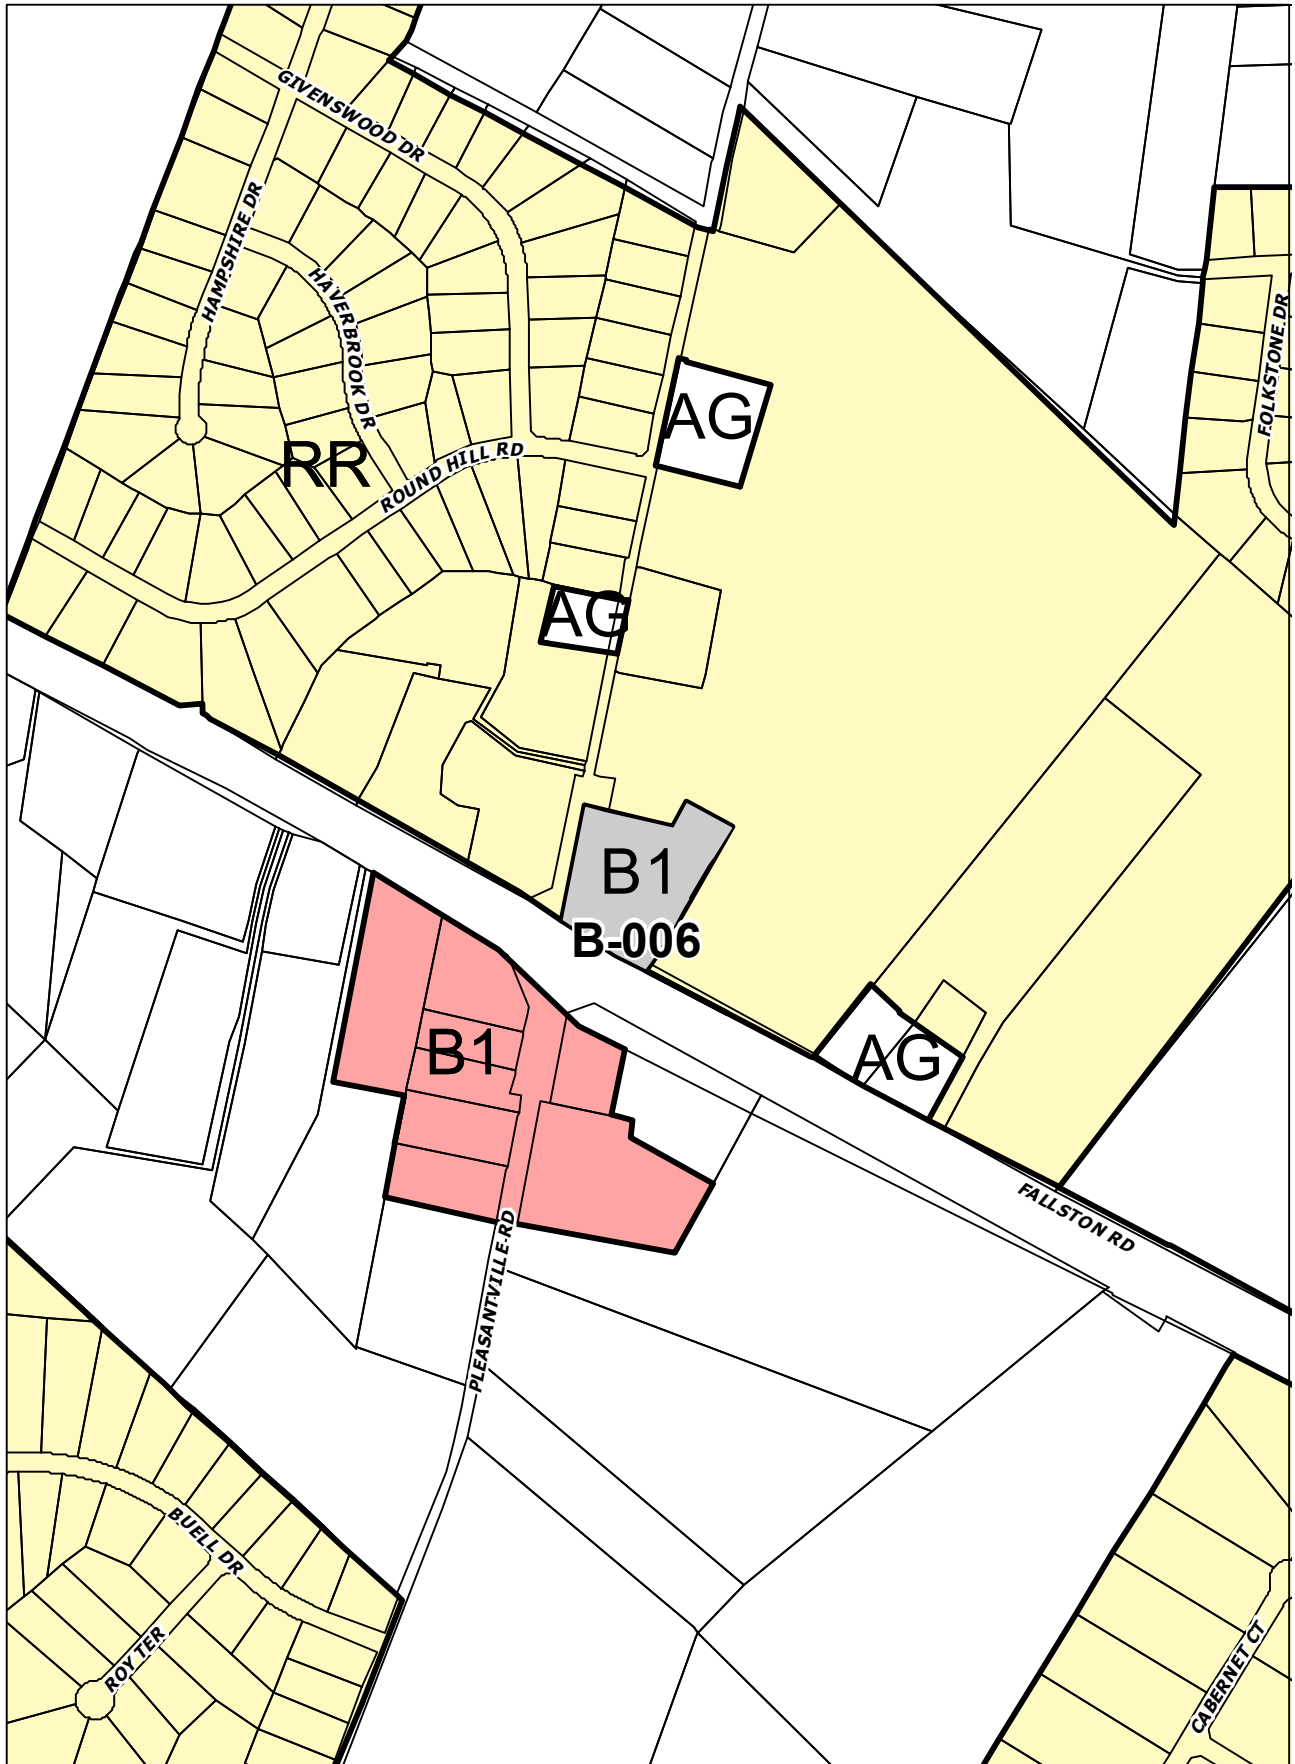 GIVENSWOOD DR
HAMPSHIRE DR
HAVERBROOK DR
FOLKSTONE DR
AG
RR
ROUND HILL RD
AG
B1
B-006
B1
AG
FALLSTON RD
PLEASANTVILLE RD
BUELL DR
ROY TER
CABERNET CT